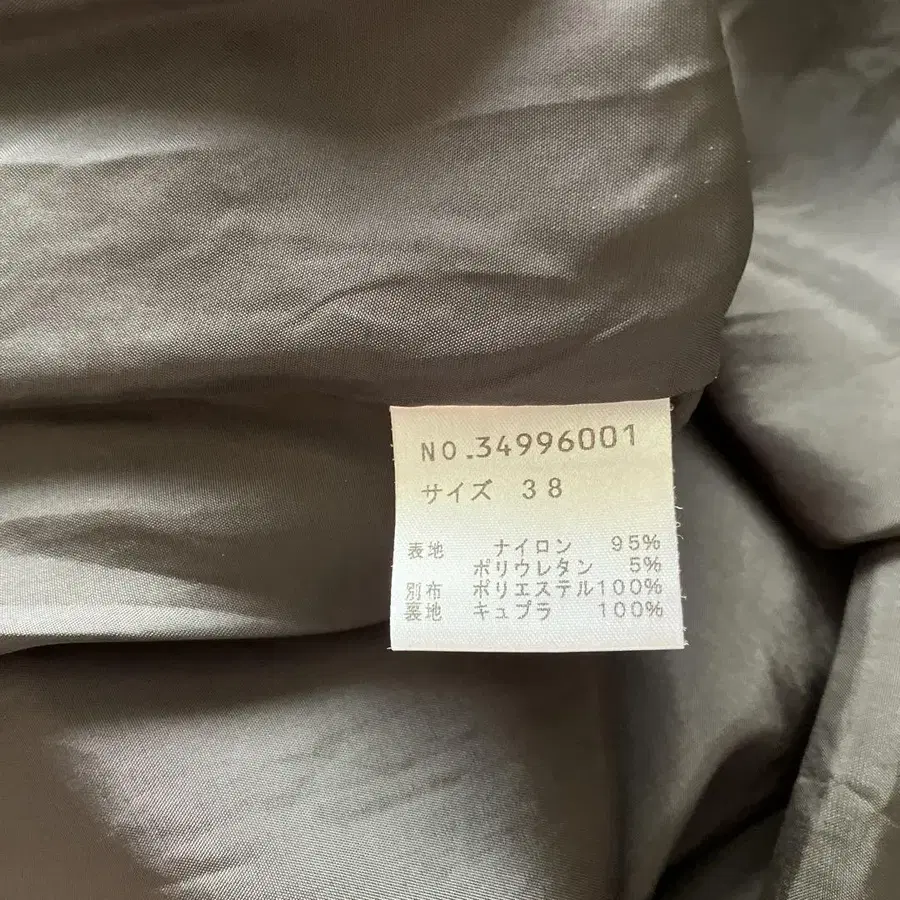 NO.34996001
サイズ 38
表地 ナイロン 95%
ポリウレタン 5%
別布 ポリエステル100%
裏地 キュプラ 100%